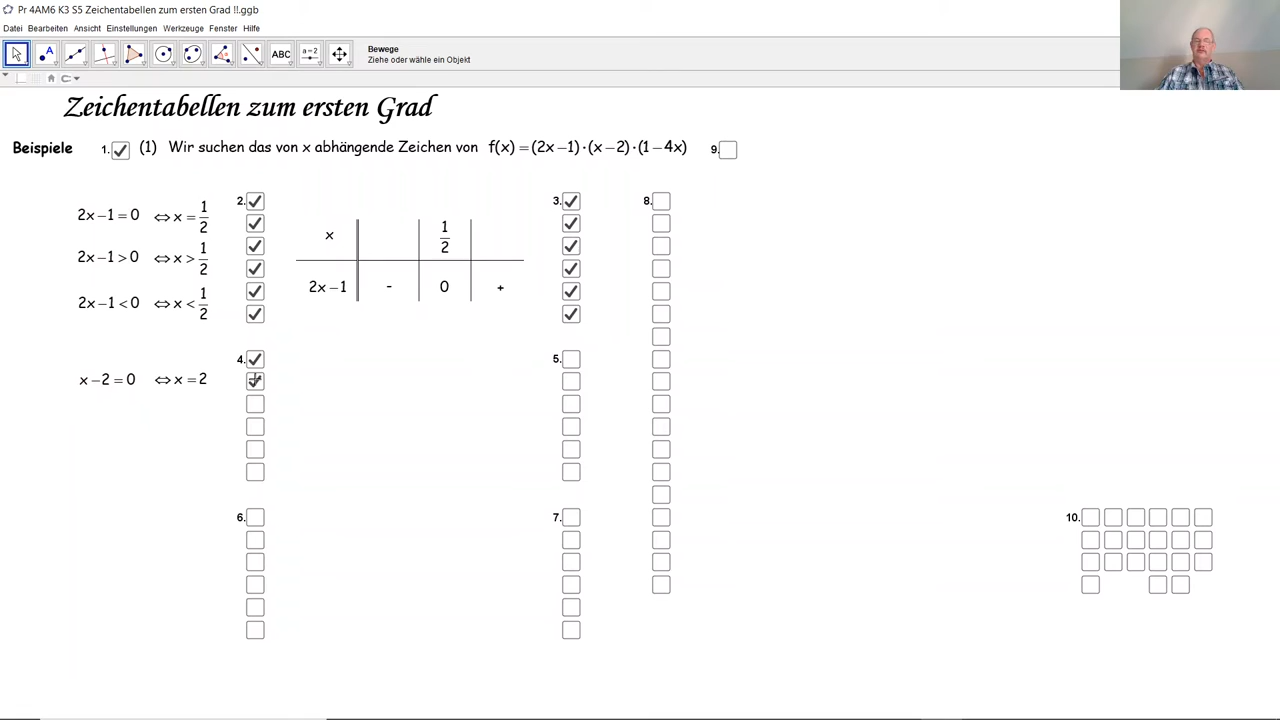 Pr 4AM6 K3 S5 Zeichentabellen zum ersten Grad !!.ggb
Datei Bearbeiten Ansicht Einstellungen Werkzeuge Fenster Hilfe
A ABC a=2
Bewege
Ziehe oder wähle ein Objekt
Zeichentabellen zum ersten Grad
Beispiele 1. (1) Wir suchen das von x abhängende Zeichen von f(x)=(2x−1)·(x−2)·(1−4x) 9.
2x−1=0 ⇔x=1/2
2x−1>0 ⇔x>1/2
2x−1<0 ⇔x<1/2
2.
x 1/2
2x−1 - 0 +
3.
8.
4.
x−2=0 ⇔x=2
5.
6.
7.
10.